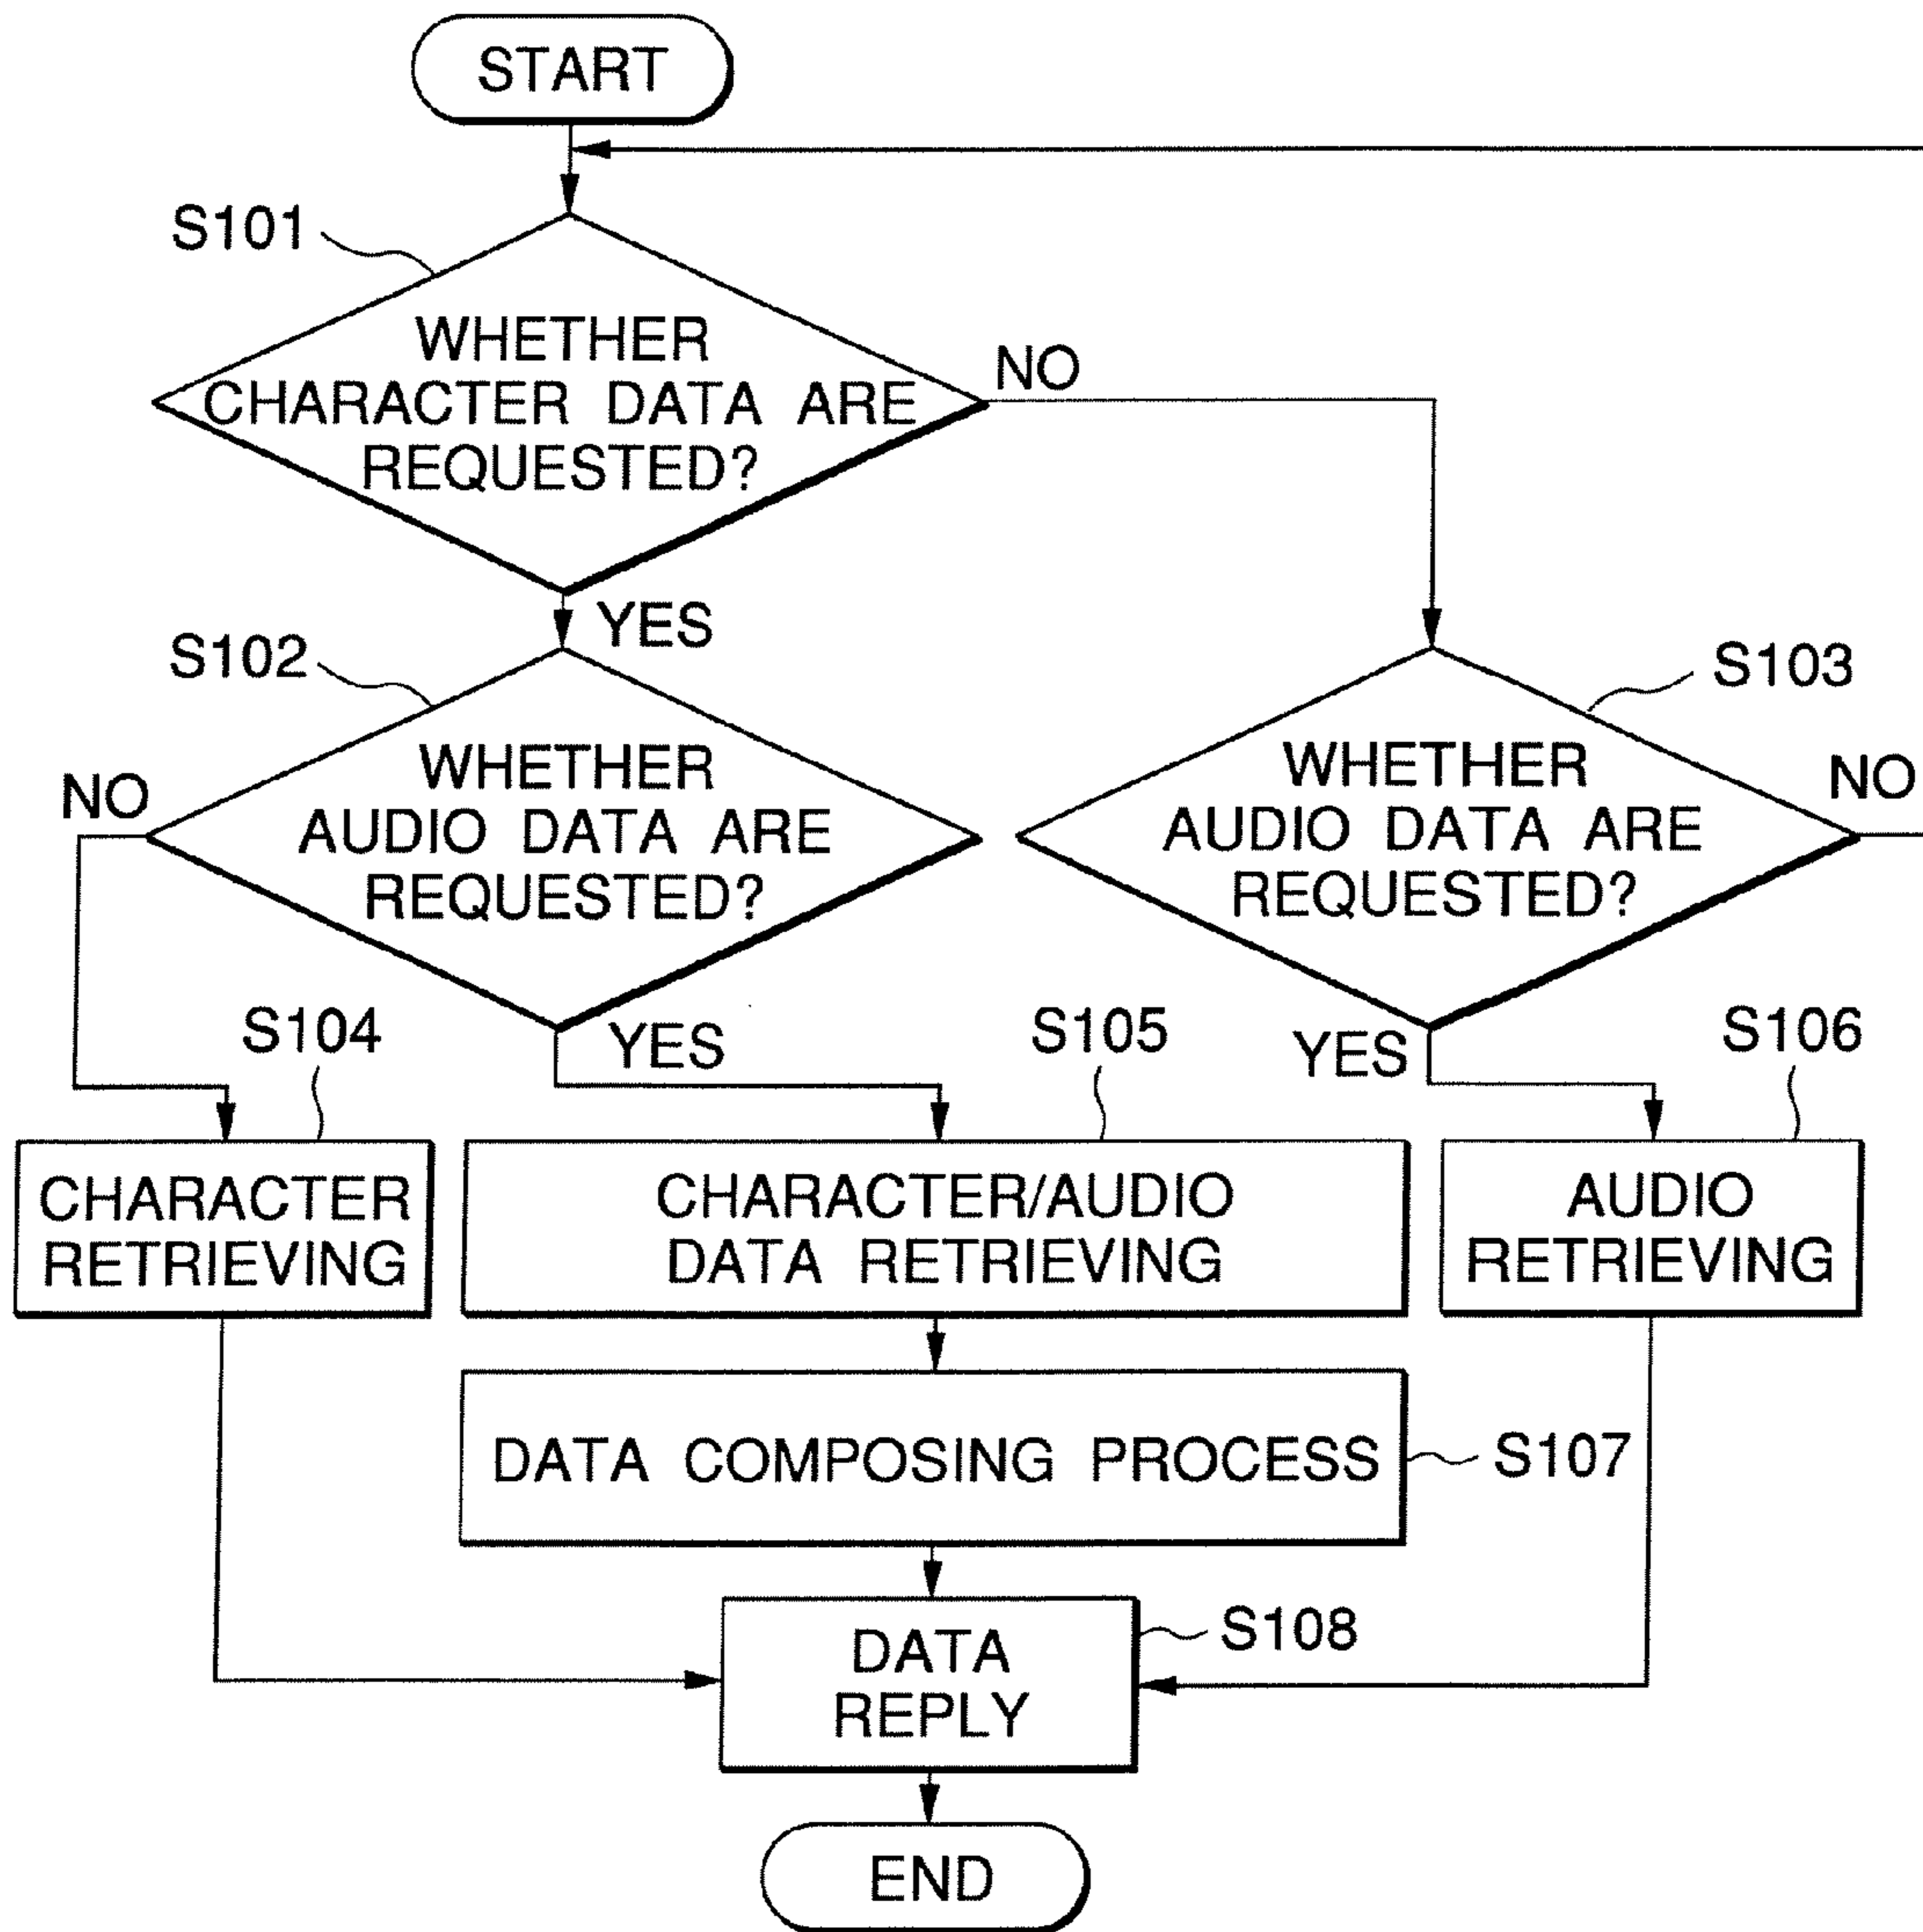 START
S101
WHETHER
CHARACTER DATA ARE
REQUESTED?
NO
YES
S102
WHETHER
AUDIO DATA ARE
REQUESTED?
NO
YES
S103
WHETHER
AUDIO DATA ARE
REQUESTED?
NO
YES
S104
CHARACTER
RETRIEVING
S105
CHARACTER/AUDIO
DATA RETRIEVING
S106
AUDIO
RETRIEVING
DATA COMPOSING PROCESS
S107
DATA
REPLY
S108
END